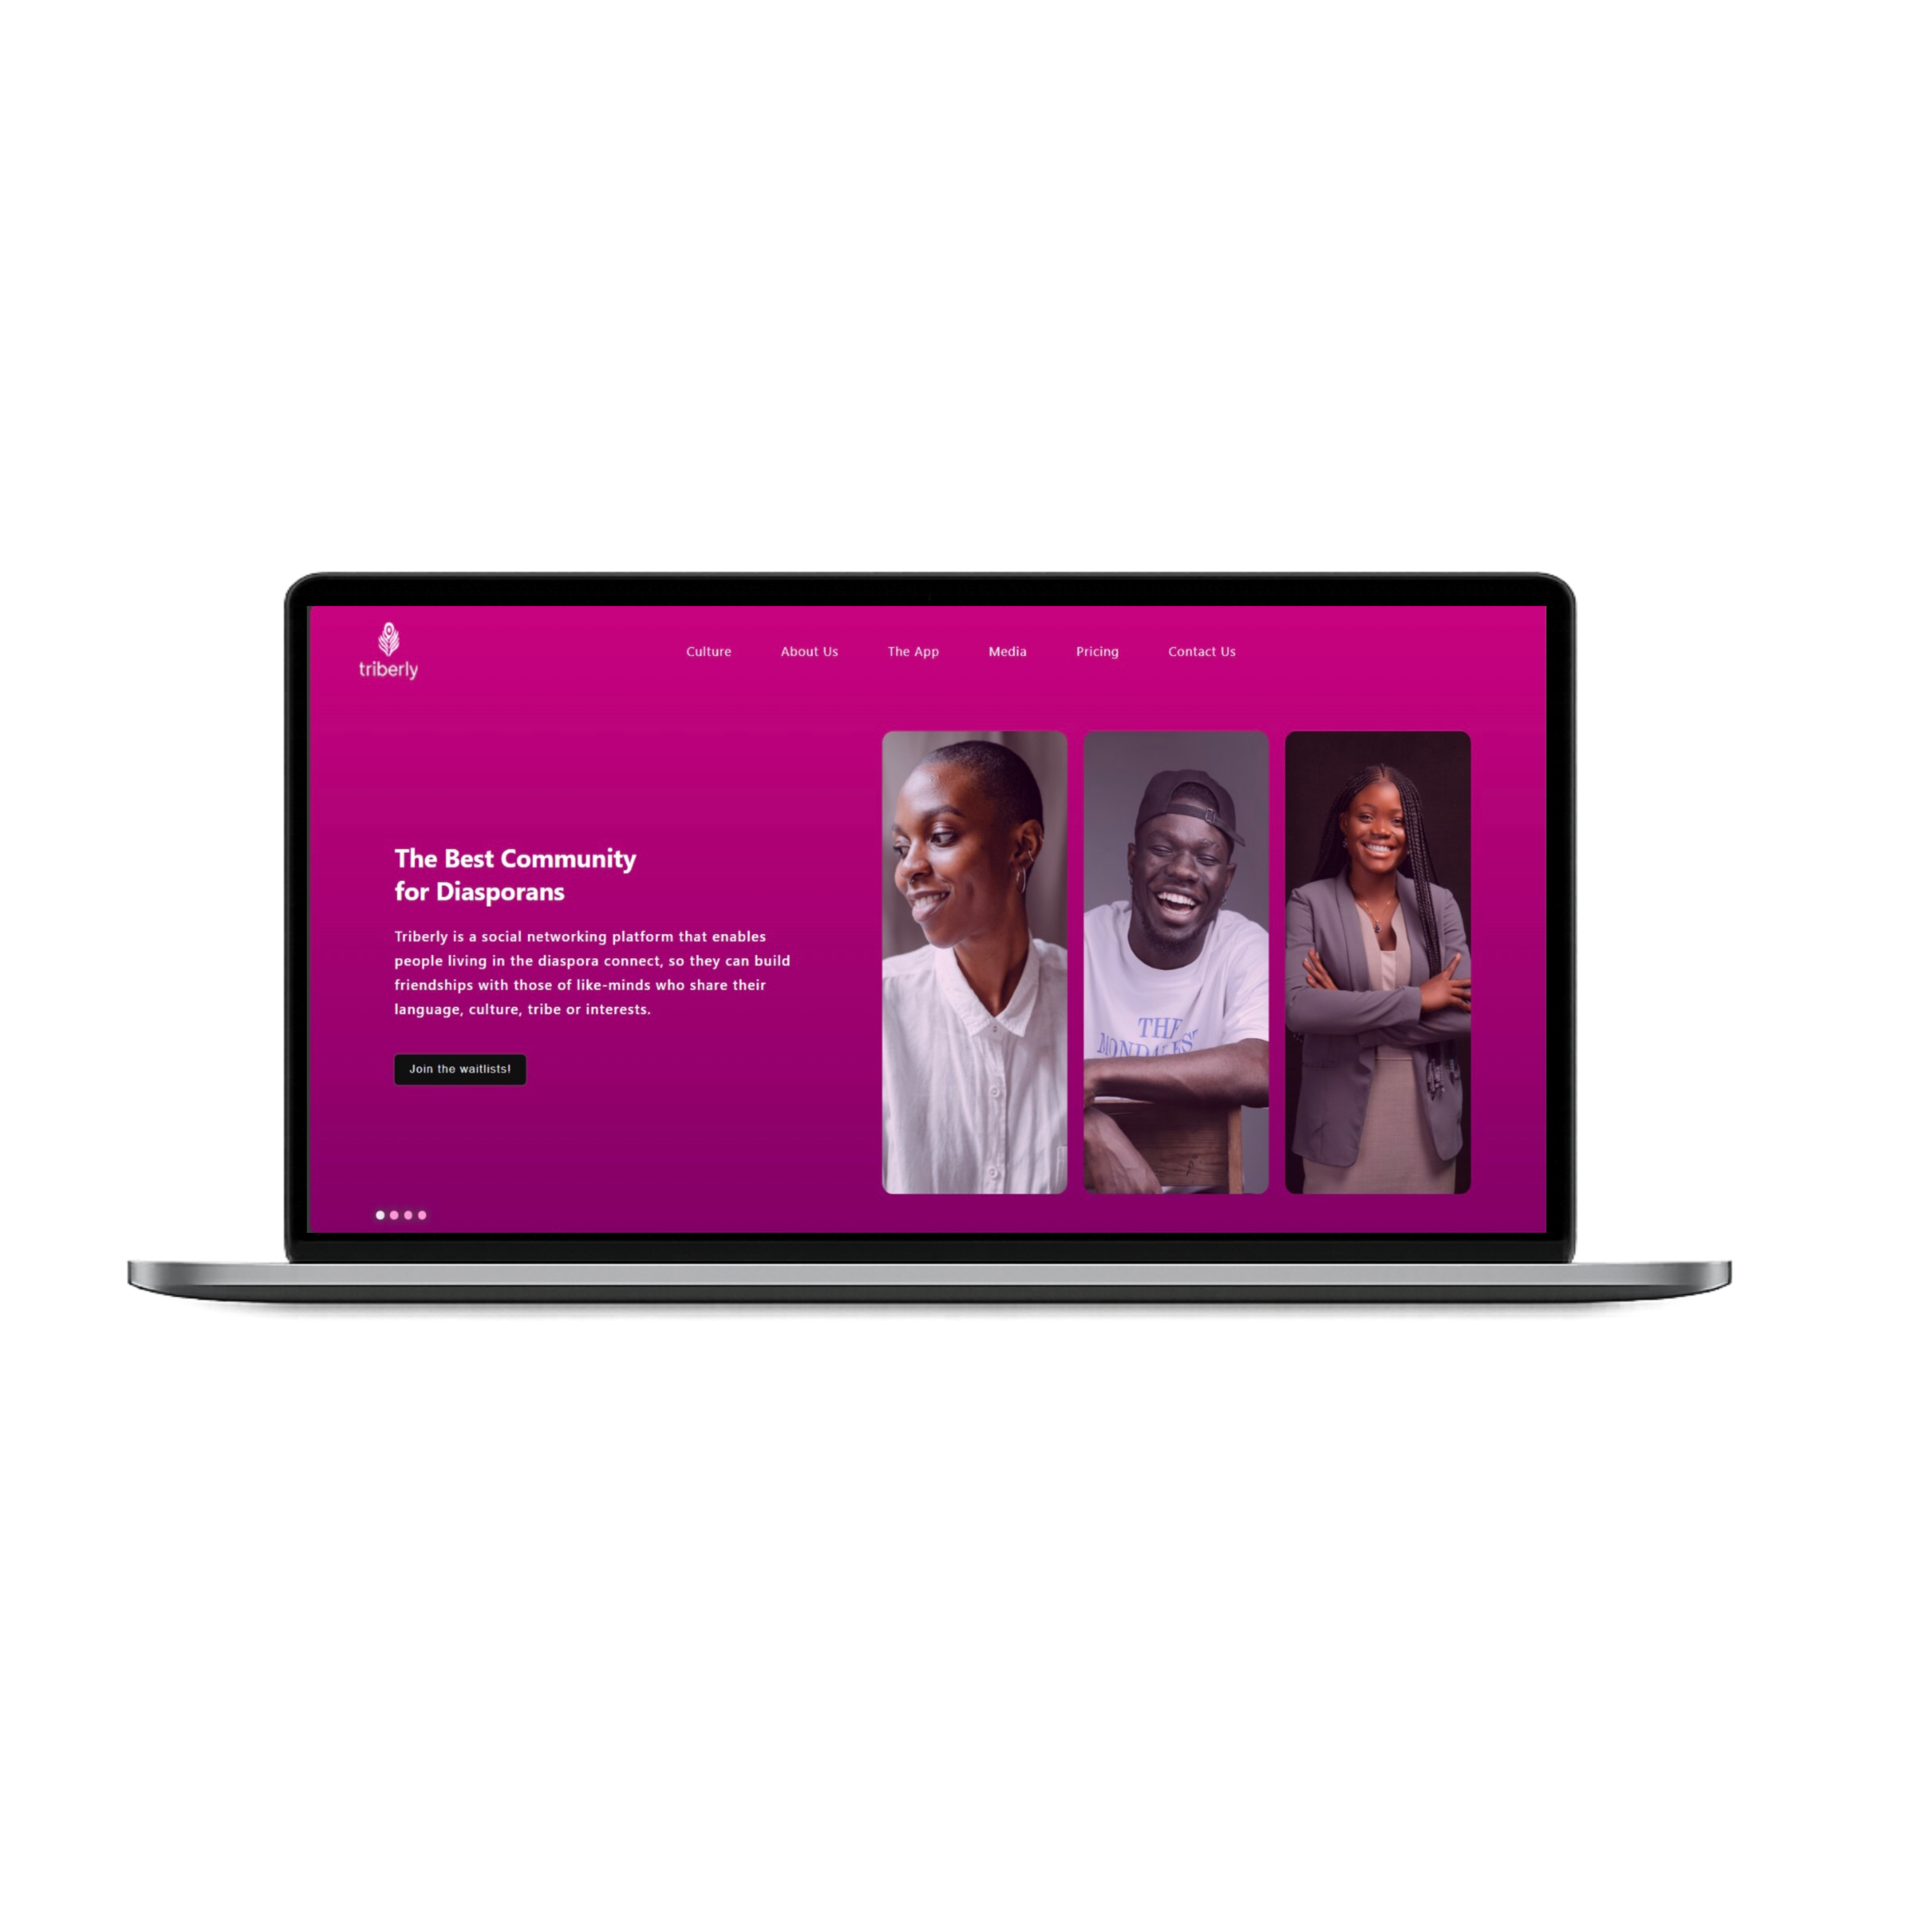 triberly
Culture About Us The App Media Pricing Contact Us
The Best Community
for Diasporans
Triberly is a social networking platform that enables
people living in the diaspora connect, so they can build
friendships with those of like-minds who share their
language, culture, tribe or interests.
Join the waitlists!
THE